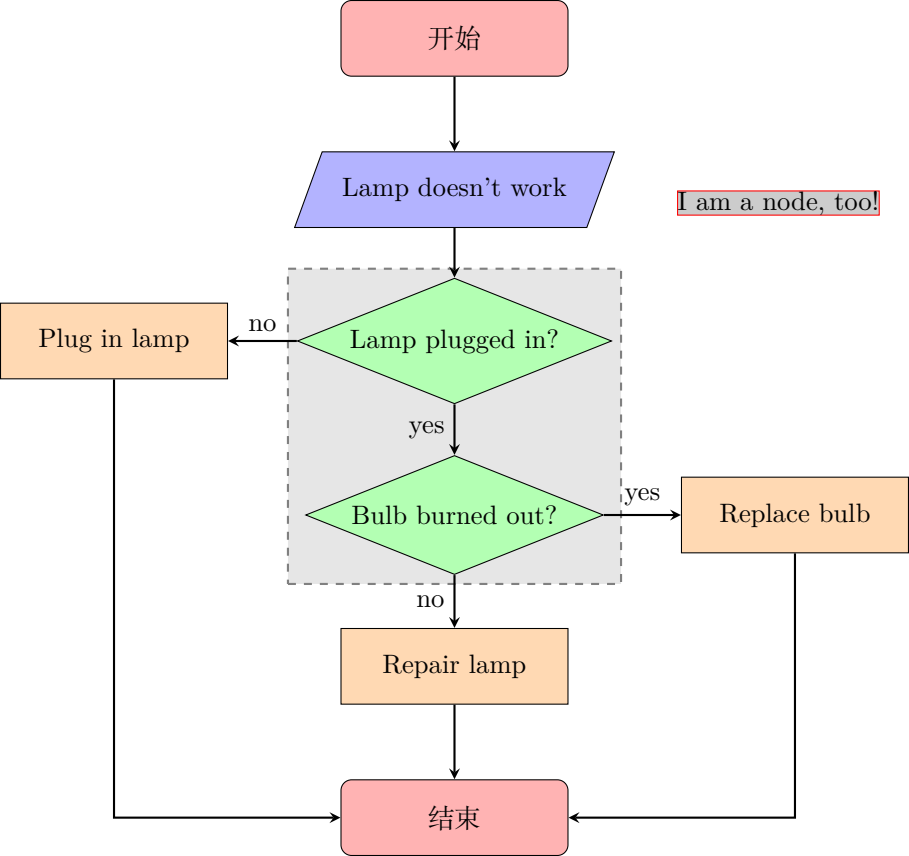 开始
Lamp doesn't work
I am a node, too!
Lamp plugged in?
no
Plug in lamp
yes
Bulb burned out?
yes
Replace bulb
no
Repair lamp
结束